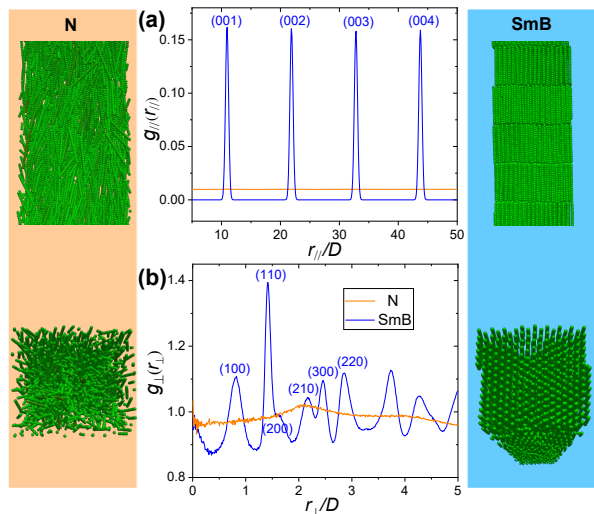 N
(a)
(001)
(002)
(003)
(004)
0.15
0.10
0.05
0.00
g//(r//)
10
20
30
40
50
r///D
SmB
(b)
(110)
(100)
(200)
(210)
(300)
(220)
N
SmB
1.4
1.2
1.0
0.8
g⊥(r⊥)
0
1
2
3
4
5
r⊥/D